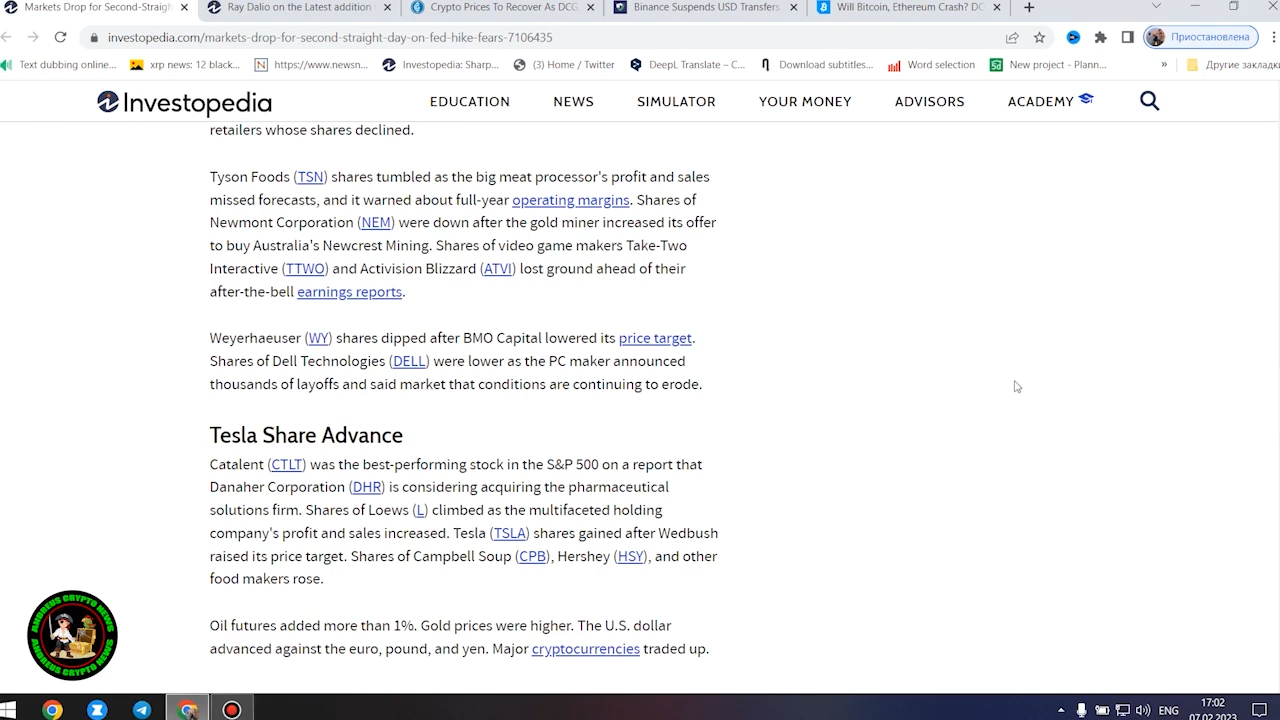 Markets Drop for Second-Straigh
Ray Dalio on the Latest addition
Crypto Prices To Recover As DCG
Binance Suspends USD Transfers
Will Bitcoin, Ethereum Crash? DC
investopedia.com/markets-drop-for-second-straight-day-on-fed-hike-fears-7106435
Приостановлена
Text dubbing online...
xrp news: 12 black...
https://www.newsn...
Investopedia: Sharp...
(3) Home / Twitter
DeepL Translate – C...
Download subtitles...
Word selection
New project - Plann...
»
Другие закладки
Investopedia
EDUCATION
NEWS
SIMULATOR
YOUR MONEY
ADVISORS
ACADEMY
retailers whose shares declined.
Tyson Foods (TSN) shares tumbled as the big meat processor's profit and sales
missed forecasts, and it warned about full-year operating margins. Shares of
Newmont Corporation (NEM) were down after the gold miner increased its offer
to buy Australia's Newcrest Mining. Shares of video game makers Take-Two
Interactive (TTWO) and Activision Blizzard (ATVI) lost ground ahead of their
after-the-bell earnings reports.
Weyerhaeuser (WY) shares dipped after BMO Capital lowered its price target.
Shares of Dell Technologies (DELL) were lower as the PC maker announced
thousands of layoffs and said market that conditions are continuing to erode.
Tesla Share Advance
Catalent (CTLT) was the best-performing stock in the S&P 500 on a report that
Danaher Corporation (DHR) is considering acquiring the pharmaceutical
solutions firm. Shares of Loews (L) climbed as the multifaceted holding
company's profit and sales increased. Tesla (TSLA) shares gained after Wedbush
raised its price target. Shares of Campbell Soup (CPB), Hershey (HSY), and other
food makers rose.
Oil futures added more than 1%. Gold prices were higher. The U.S. dollar
advanced against the euro, pound, and yen. Major cryptocurrencies traded up.
ANDREUS CRYPTO NEWS
ANDREUS CRYPTO NEWS
ENG
17:02
07.02.2023